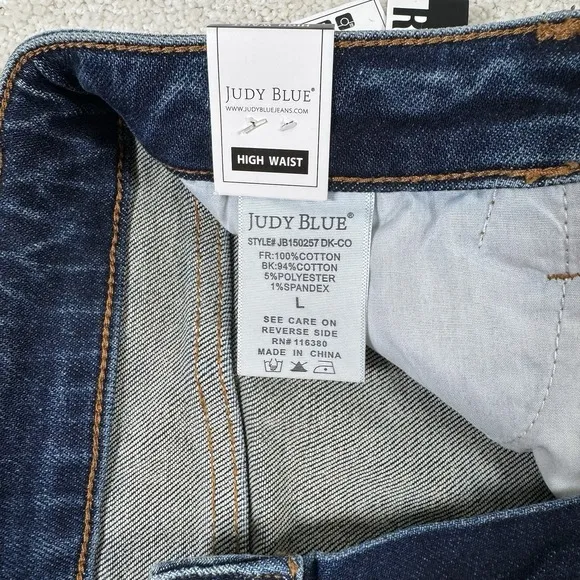 JUDY BLUE®
WWW.JUDYBLUEJEANS.COM
HIGH WAIST
JUDY BLUE®
STYLE# JB150257 DK-CO
FR:100%COTTON
BK:94%COTTON
5%POLYESTER
1%SPANDEX
L
SEE CARE ON
REVERSE SIDE
RN# 116380
MADE IN CHINA